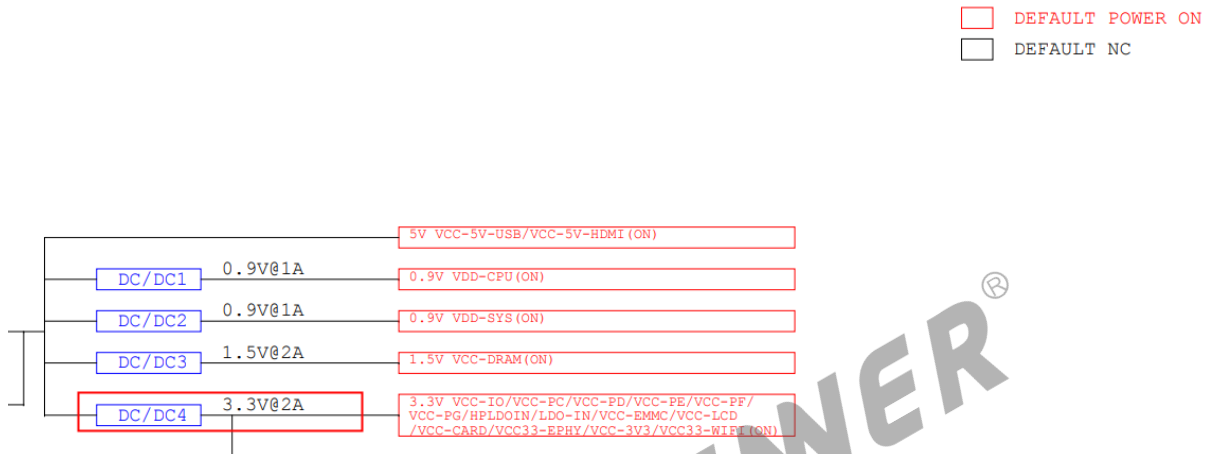 DEFAULT POWER ON
DEFAULT NC
5V VCC-5V-USB/VCC-5V-HDMI(ON)
DC/DC1 0.9V@1A 0.9V VDD-CPU(ON)
DC/DC2 0.9V@1A 0.9V VDD-SYS(ON)
DC/DC3 1.5V@2A 1.5V VCC-DRAM(ON)
DC/DC4 3.3V@2A 3.3V VCC-IO/VCC-PC/VCC-PD/VCC-PE/VCC-PF/
VCC-PG/HPLDOIN/LDO-IN/VCC-EMMC/VCC-LCD
/VCC-CARD/VCC33-EPHY/VCC-3V3/VCC33-WIFI(ON)
®